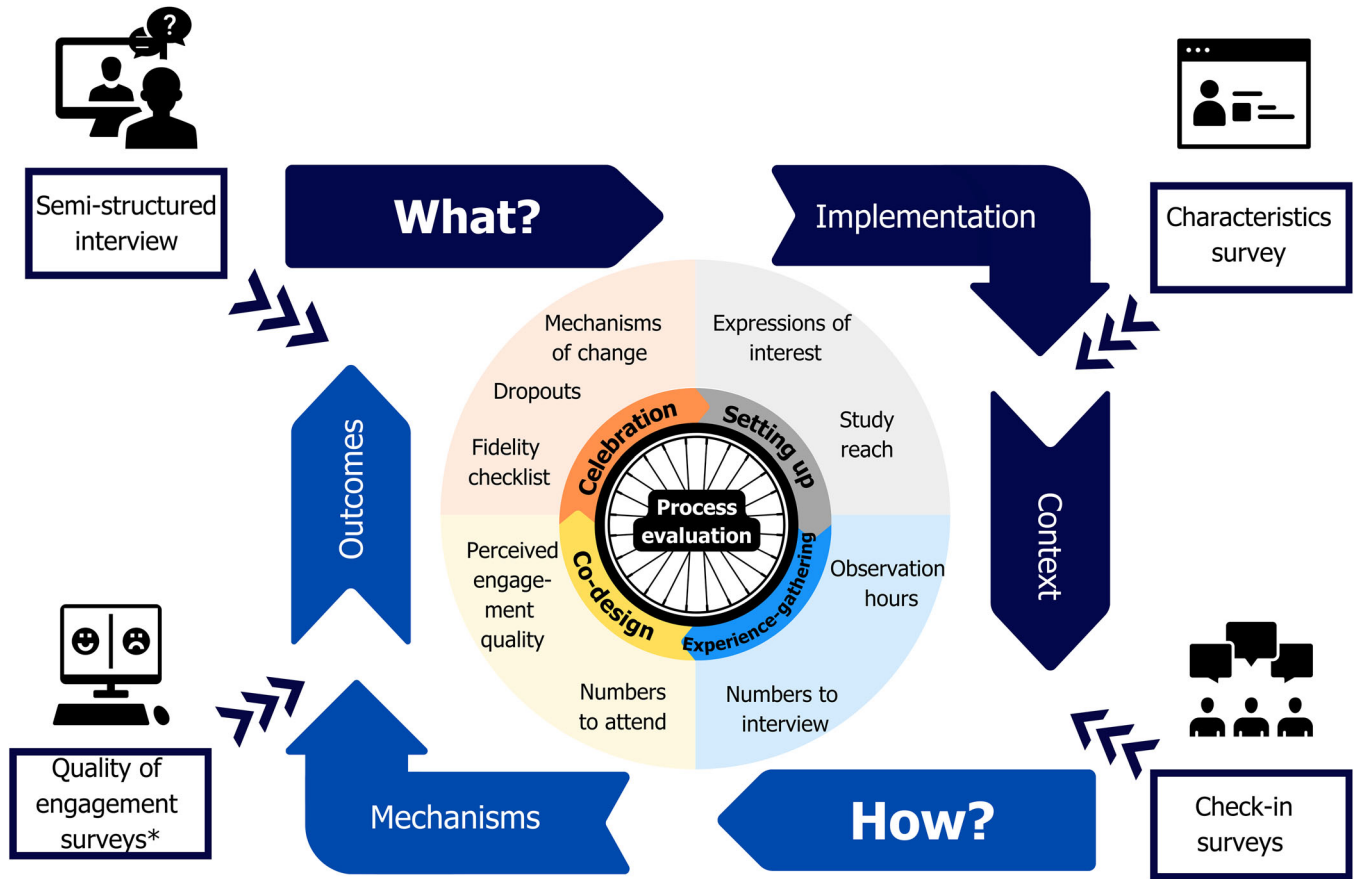 ?
Semi-structured
interview
What?
Implementation
Characteristics
survey
Mechanisms
of change
Dropouts
Fidelity
checklist
Expressions of
interest
Study
reach
Celebration
Setting up
Process
evaluation
Co-design
Experience-gathering
Outcomes
Context
Perceived
engage-
ment
quality
Numbers
to attend
Observation
hours
Numbers to
interview
Quality of
engagement
surveys*
Mechanisms
How?
Check-in
surveys